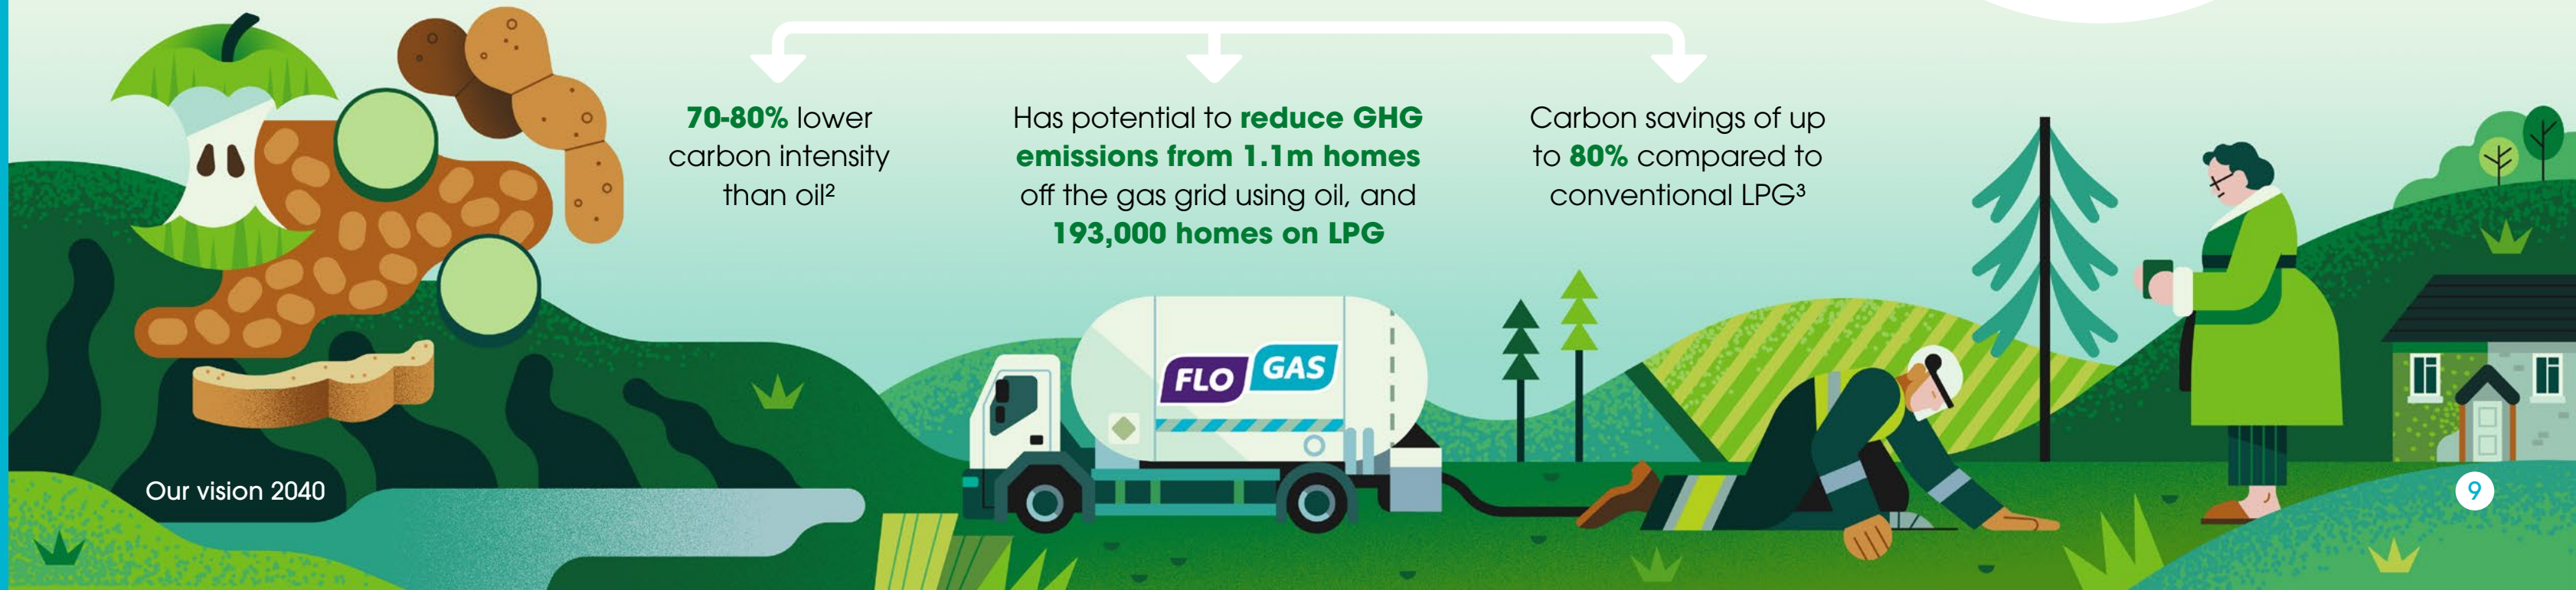 70-80% lower
carbon intensity
than oil²
Has potential to reduce GHG
emissions from 1.1m homes
off the gas grid using oil, and
193,000 homes on LPG
Carbon savings of up
to 80% compared to
conventional LPG³
FLO GAS
Our vision 2040
9